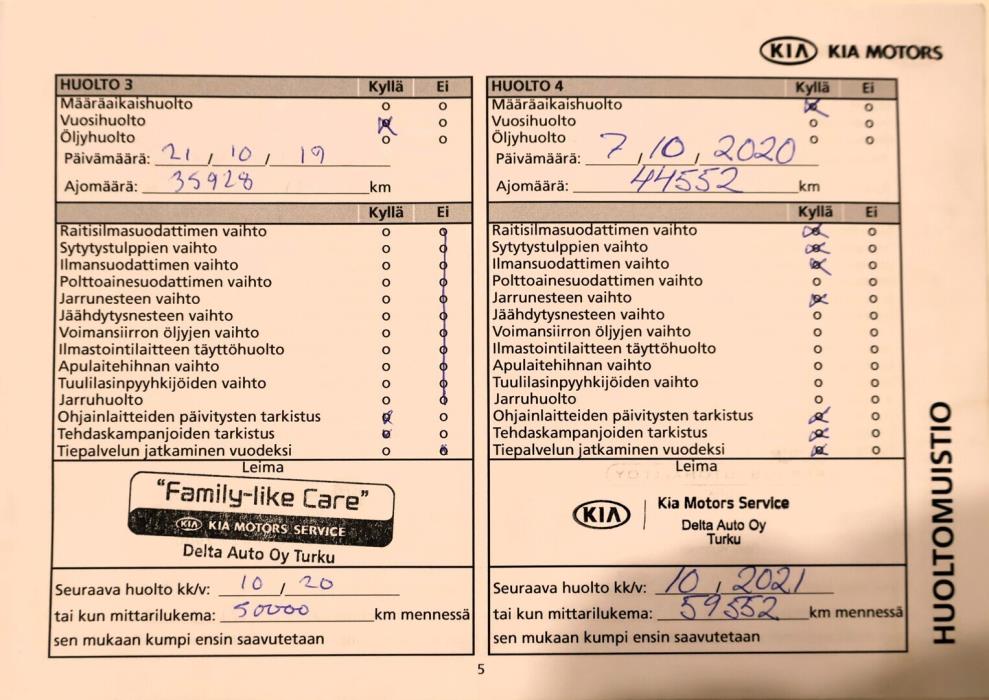 KIA KIA MOTORS
HUOLTO 3 Kyllä Ei
Määräaikaishuolto
Vuosihuolto
Öljyhuolto
Päivämäärä: 21 / 10 / 19
Ajomäärä: 35928 km
Kyllä Ei
Raitisilmasuodattimen vaihto
Sytytystulppien vaihto
Ilmansuodattimen vaihto
Polttoainesuodattimen vaihto
Jarrunesteen vaihto
Jäähdytysnesteen vaihto
Voimansiirron öljyjen vaihto
Ilmastointilaitteen täyttöhuolto
Apulaitehihnan vaihto
Tuulilasinpyyhkijöiden vaihto
Jarruhuolto
Ohjainlaitteiden päivitysten tarkistus
Tehdaskampanjoiden tarkistus
Tiepalvelun jatkaminen vuodeksi
Leima
"Family-like Care"
KIA KIA MOTORS SERVICE
Delta Auto Oy Turku
Seuraava huolto kk/v: 10 / 20
tai kun mittarilukema: 50000 km mennessä
sen mukaan kumpi ensin saavutetaan
HUOLTO 4 Kyllä Ei
Määräaikaishuolto
Vuosihuolto
Öljyhuolto
Päivämäärä: 7 / 10 / 2020
Ajomäärä: 44552 km
Kyllä Ei
Raitisilmasuodattimen vaihto
Sytytystulppien vaihto
Ilmansuodattimen vaihto
Polttoainesuodattimen vaihto
Jarrunesteen vaihto
Jäähdytysnesteen vaihto
Voimansiirron öljyjen vaihto
Ilmastointilaitteen täyttöhuolto
Apulaitehihnan vaihto
Tuulilasinpyyhkijöiden vaihto
Jarruhuolto
Ohjainlaitteiden päivitysten tarkistus
Tehdaskampanjoiden tarkistus
Tiepalvelun jatkaminen vuodeksi
Leima
KIA Kia Motors Service
Delta Auto Oy
Turku
Seuraava huolto kk/v: 10 / 2021
tai kun mittarilukema: 59552 km mennessä
sen mukaan kumpi ensin saavutetaan
HUOLTOMUISTIO
5